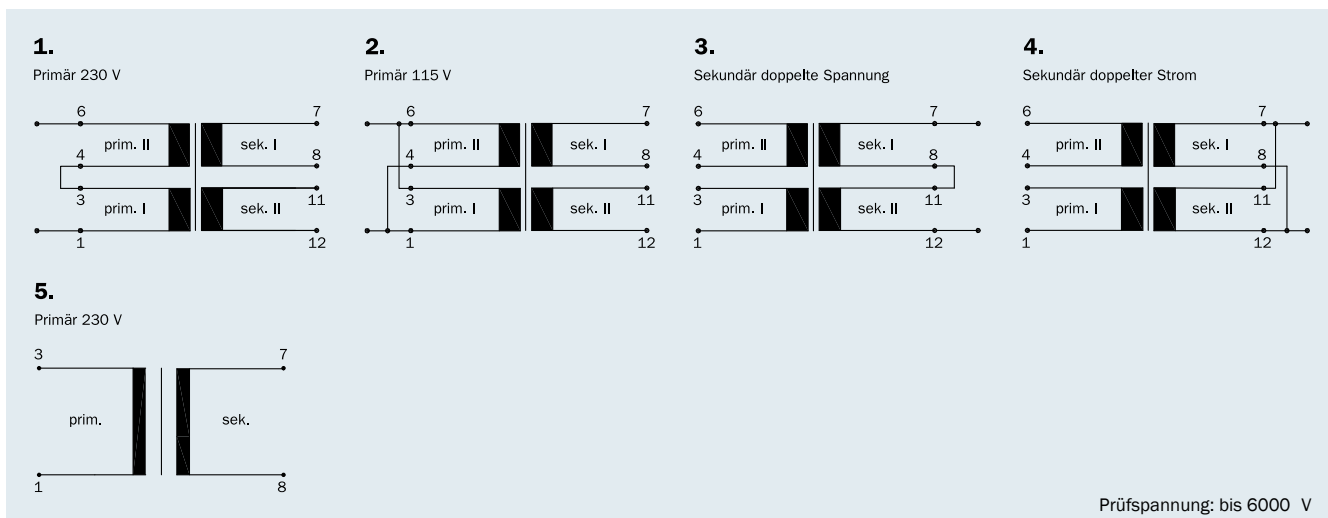 1.
Primär 230 V
6
7
prim. II
sek. I
4
8
3
11
prim. I
sek. II
1
12
2.
Primär 115 V
6
7
prim. II
sek. I
4
8
3
11
prim. I
sek. II
1
12
3.
Sekundär doppelte Spannung
6
7
prim. II
sek. I
4
8
3
11
prim. I
sek. II
1
12
4.
Sekundär doppelter Strom
6
7
prim. II
sek. I
4
8
3
11
prim. I
sek. II
1
12
5.
Primär 230 V
3
7
prim.
sek.
1
8
Prüfspannung: bis 6000 V